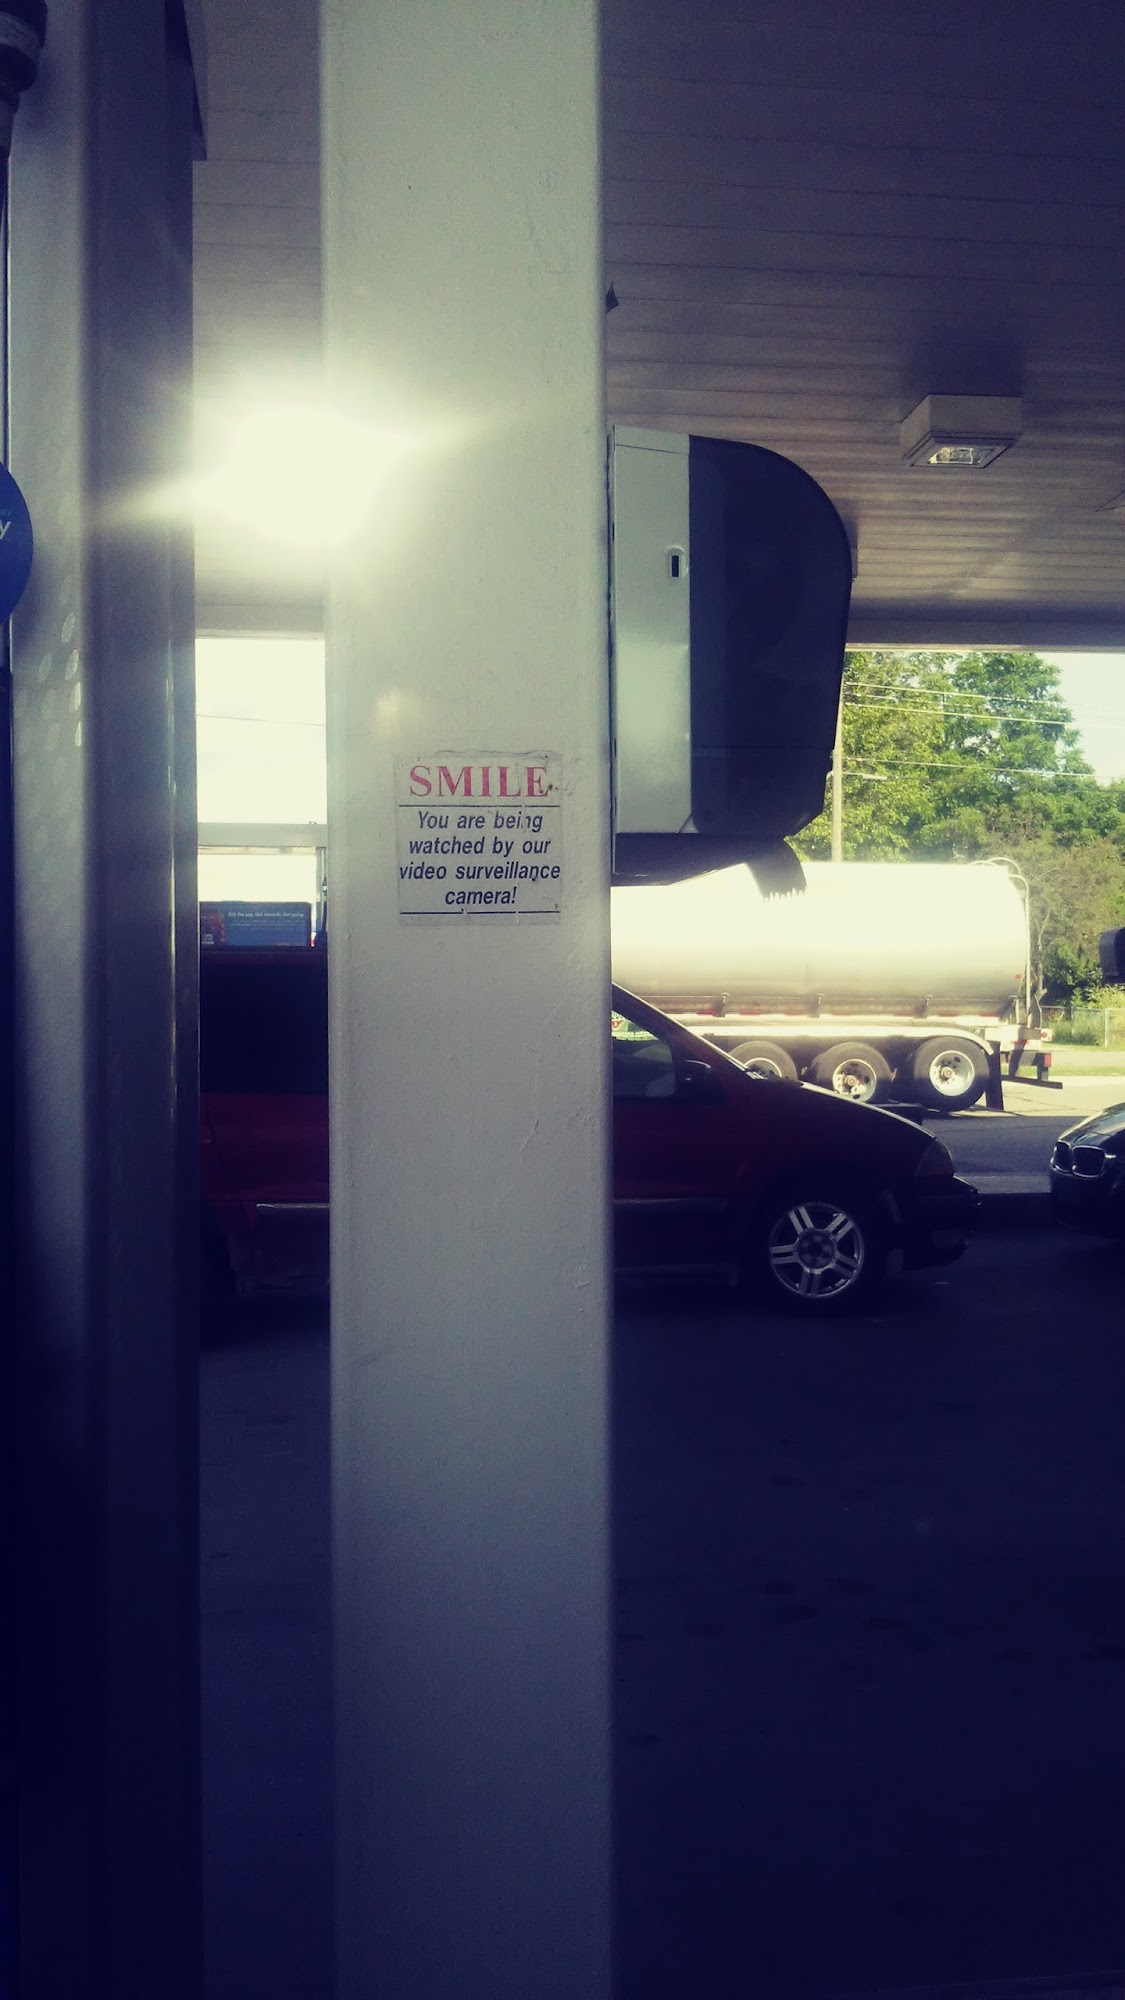 SMILE
You are being
watched by our
video surveillance
camera!